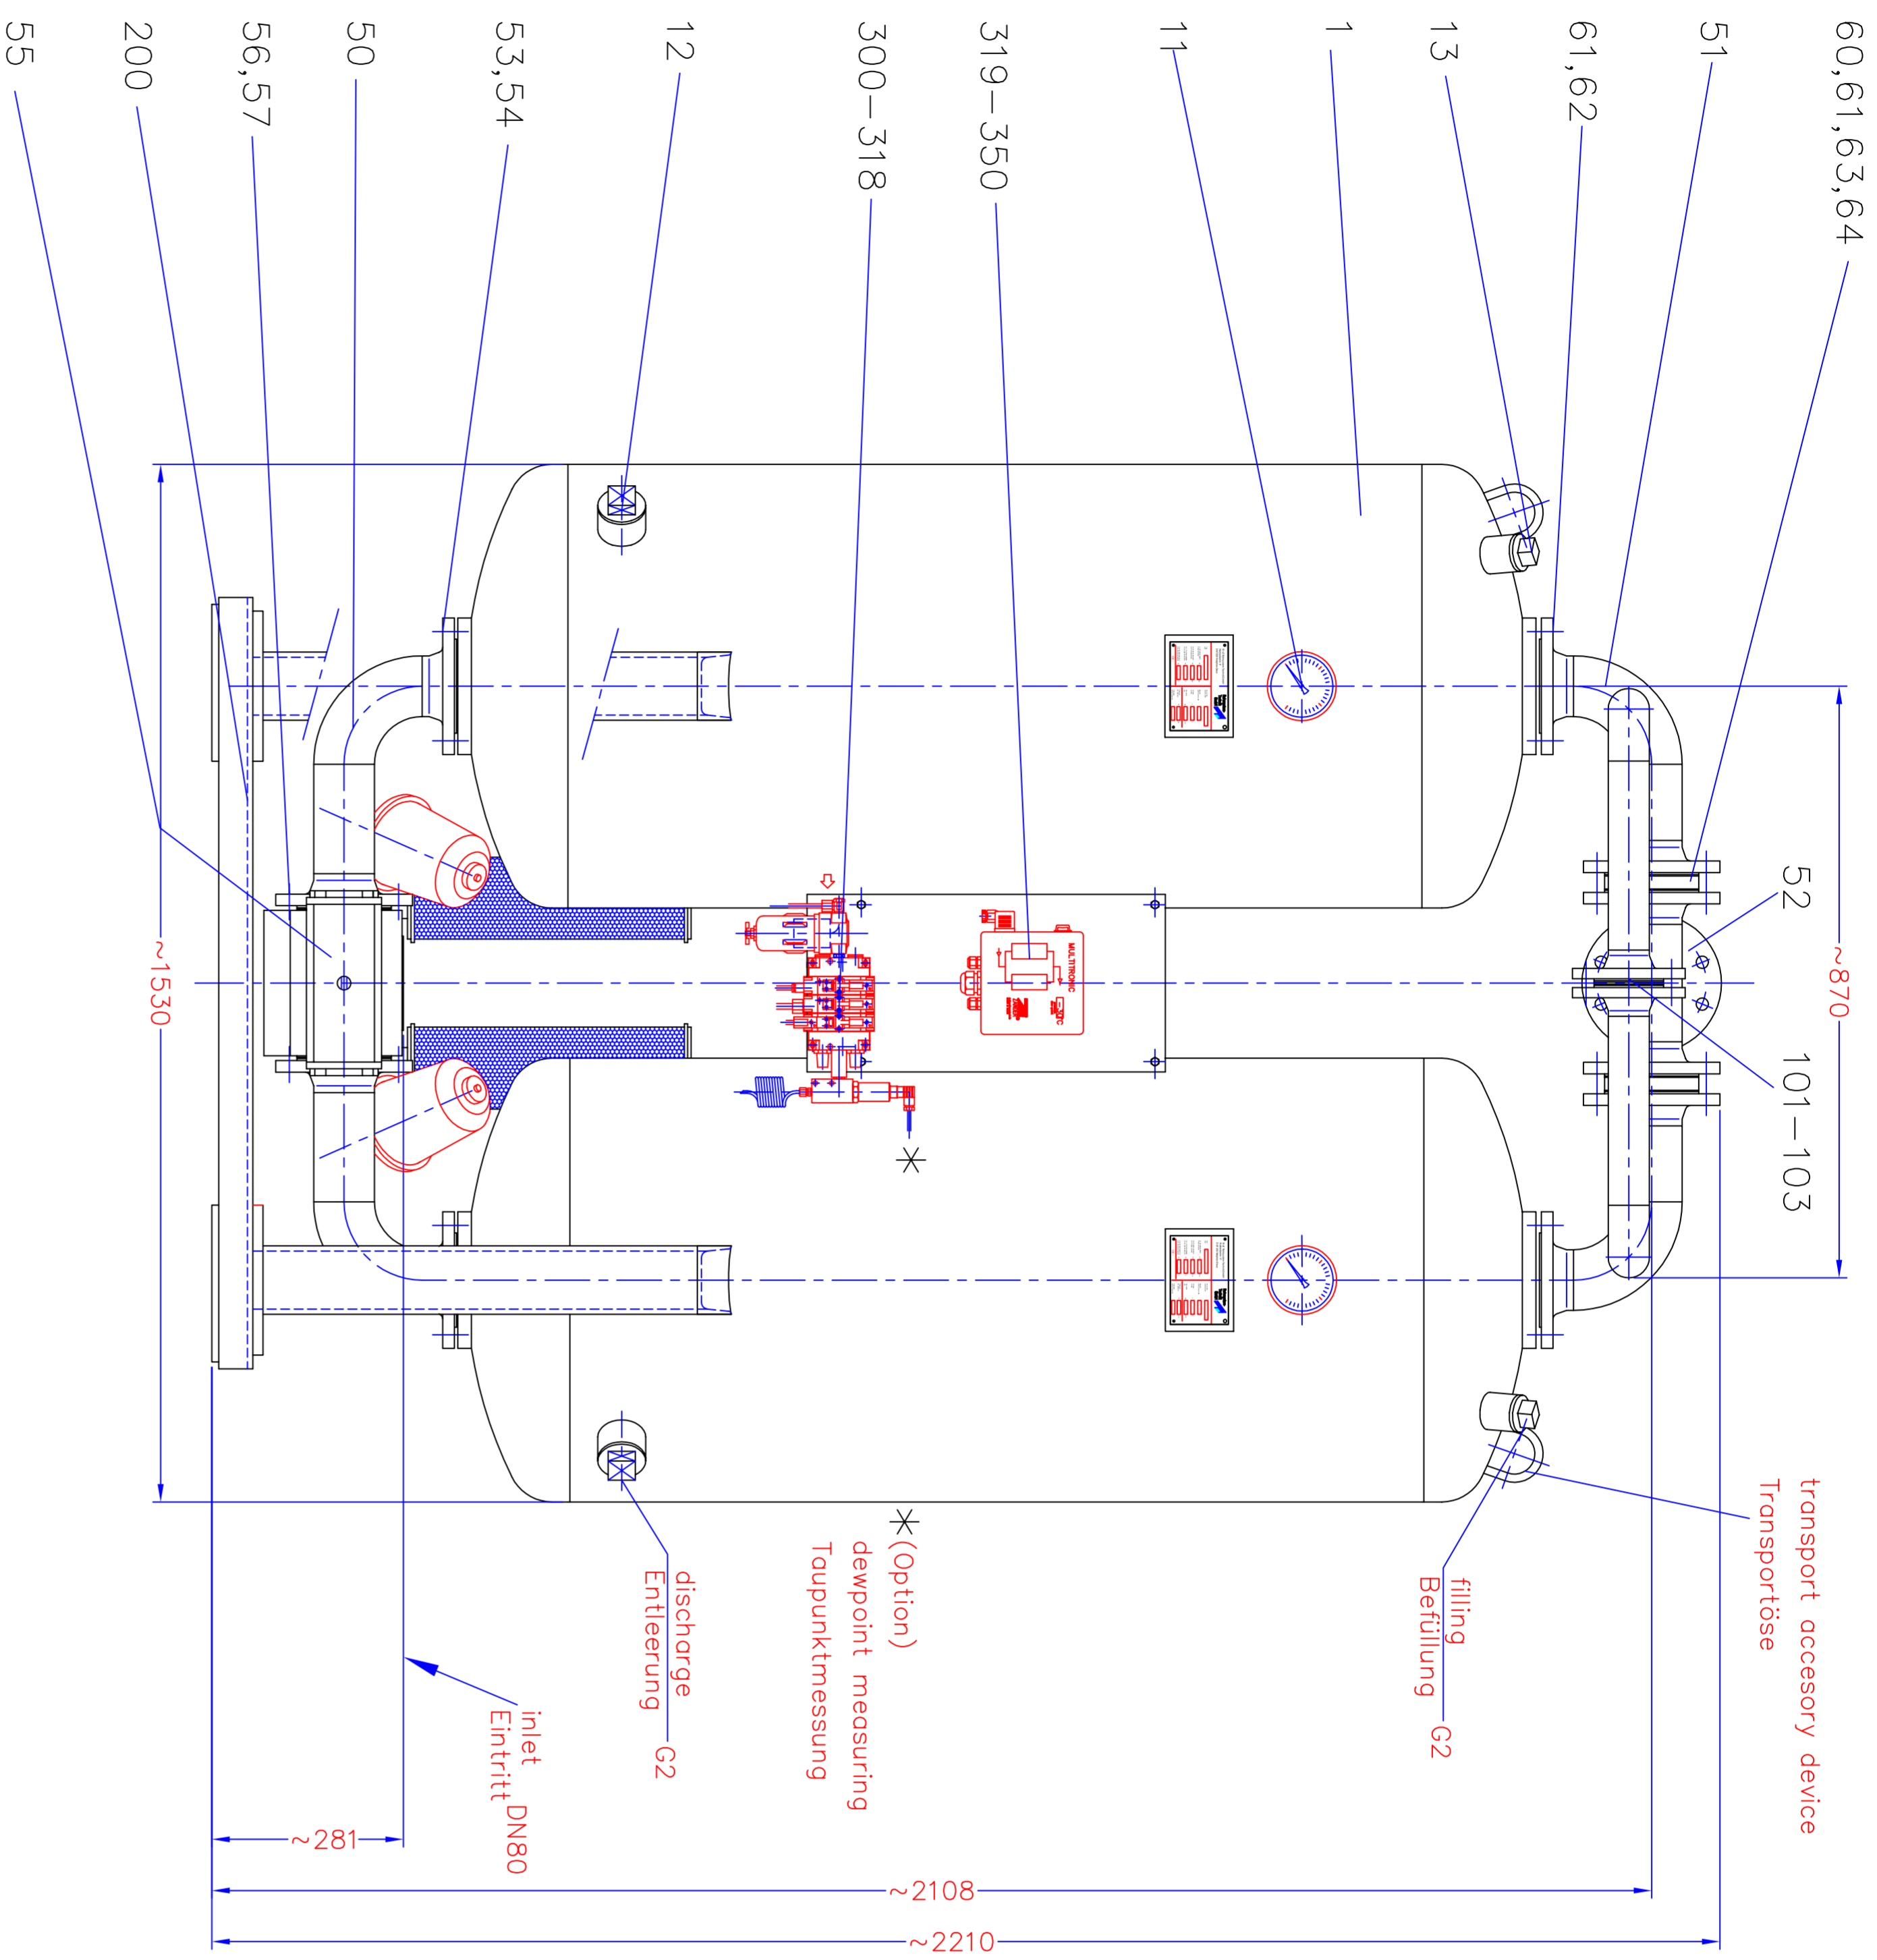 60,61,63,64
51
61,62
13
1
11
319-350
300-318
12
53,54
50
56,57
200
55
52
101-103
~870
~1530
MULTITRONIC
-30°C
*
transport accesory device
Transportöse
filling
Befüllung
G2
*(Option)
dewpoint measuring
Taupunktmessung
discharge
Entleerung
G2
inlet
Eintritt
DN80
~281
~2108
~2210